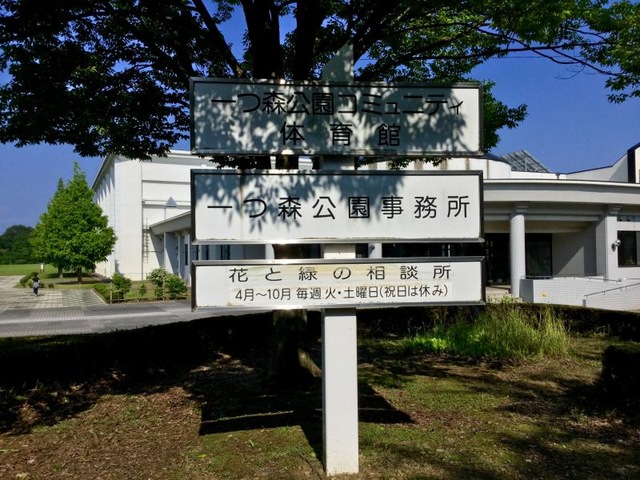 一つ森公園コミュニティ
体育館
一つ森公園事務所
花と緑の相談所
4月～10月 毎週 火・土曜日(祝日は休み)